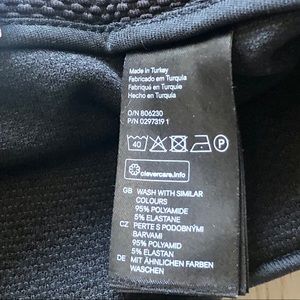 Made in Turkey
Fabricado em Turquia
Fabriqué en Turquie
Hecho en Turquía
O/N 806230
P/N 0297319 1
40
P
clevercare.info
GB WASH WITH SIMILAR
COLOURS
95% POLYAMIDE
5% ELASTANE
CZ PERTE S PODOBNÝMI
BARVAMI
95% POLYAMID
5% ELASTAN
DE MIT ÄHNLICHEN FARBEN
WASCHEN